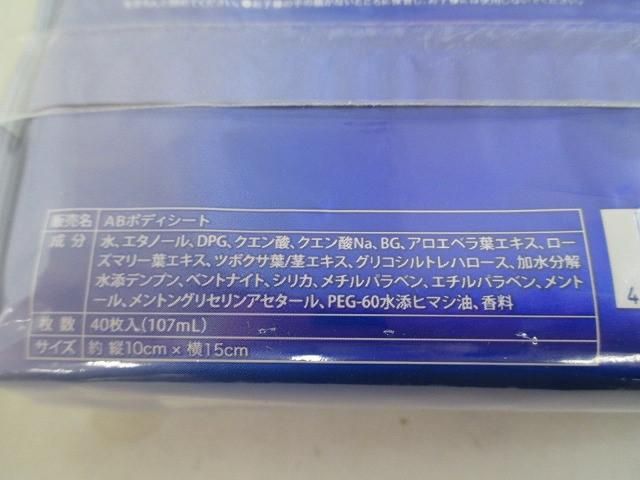 販売名 ABボディシート
成分 水、エタノール、DPG、クエン酸、クエン酸Na、BG、アロエベラ葉エキス、ロー
ズマリー葉エキス、ツボクサ葉/茎エキス、グリコシルトレハロース、加水分解
水添デンプン、ベントナイト、シリカ、メチルパラベン、エチルパラベン、メント
ール、メントングリセリンアセタール、PEG-60水添ヒマシ油、香料
枚数 40枚入(107mL)
サイズ 約 縦10cm×横15cm
4